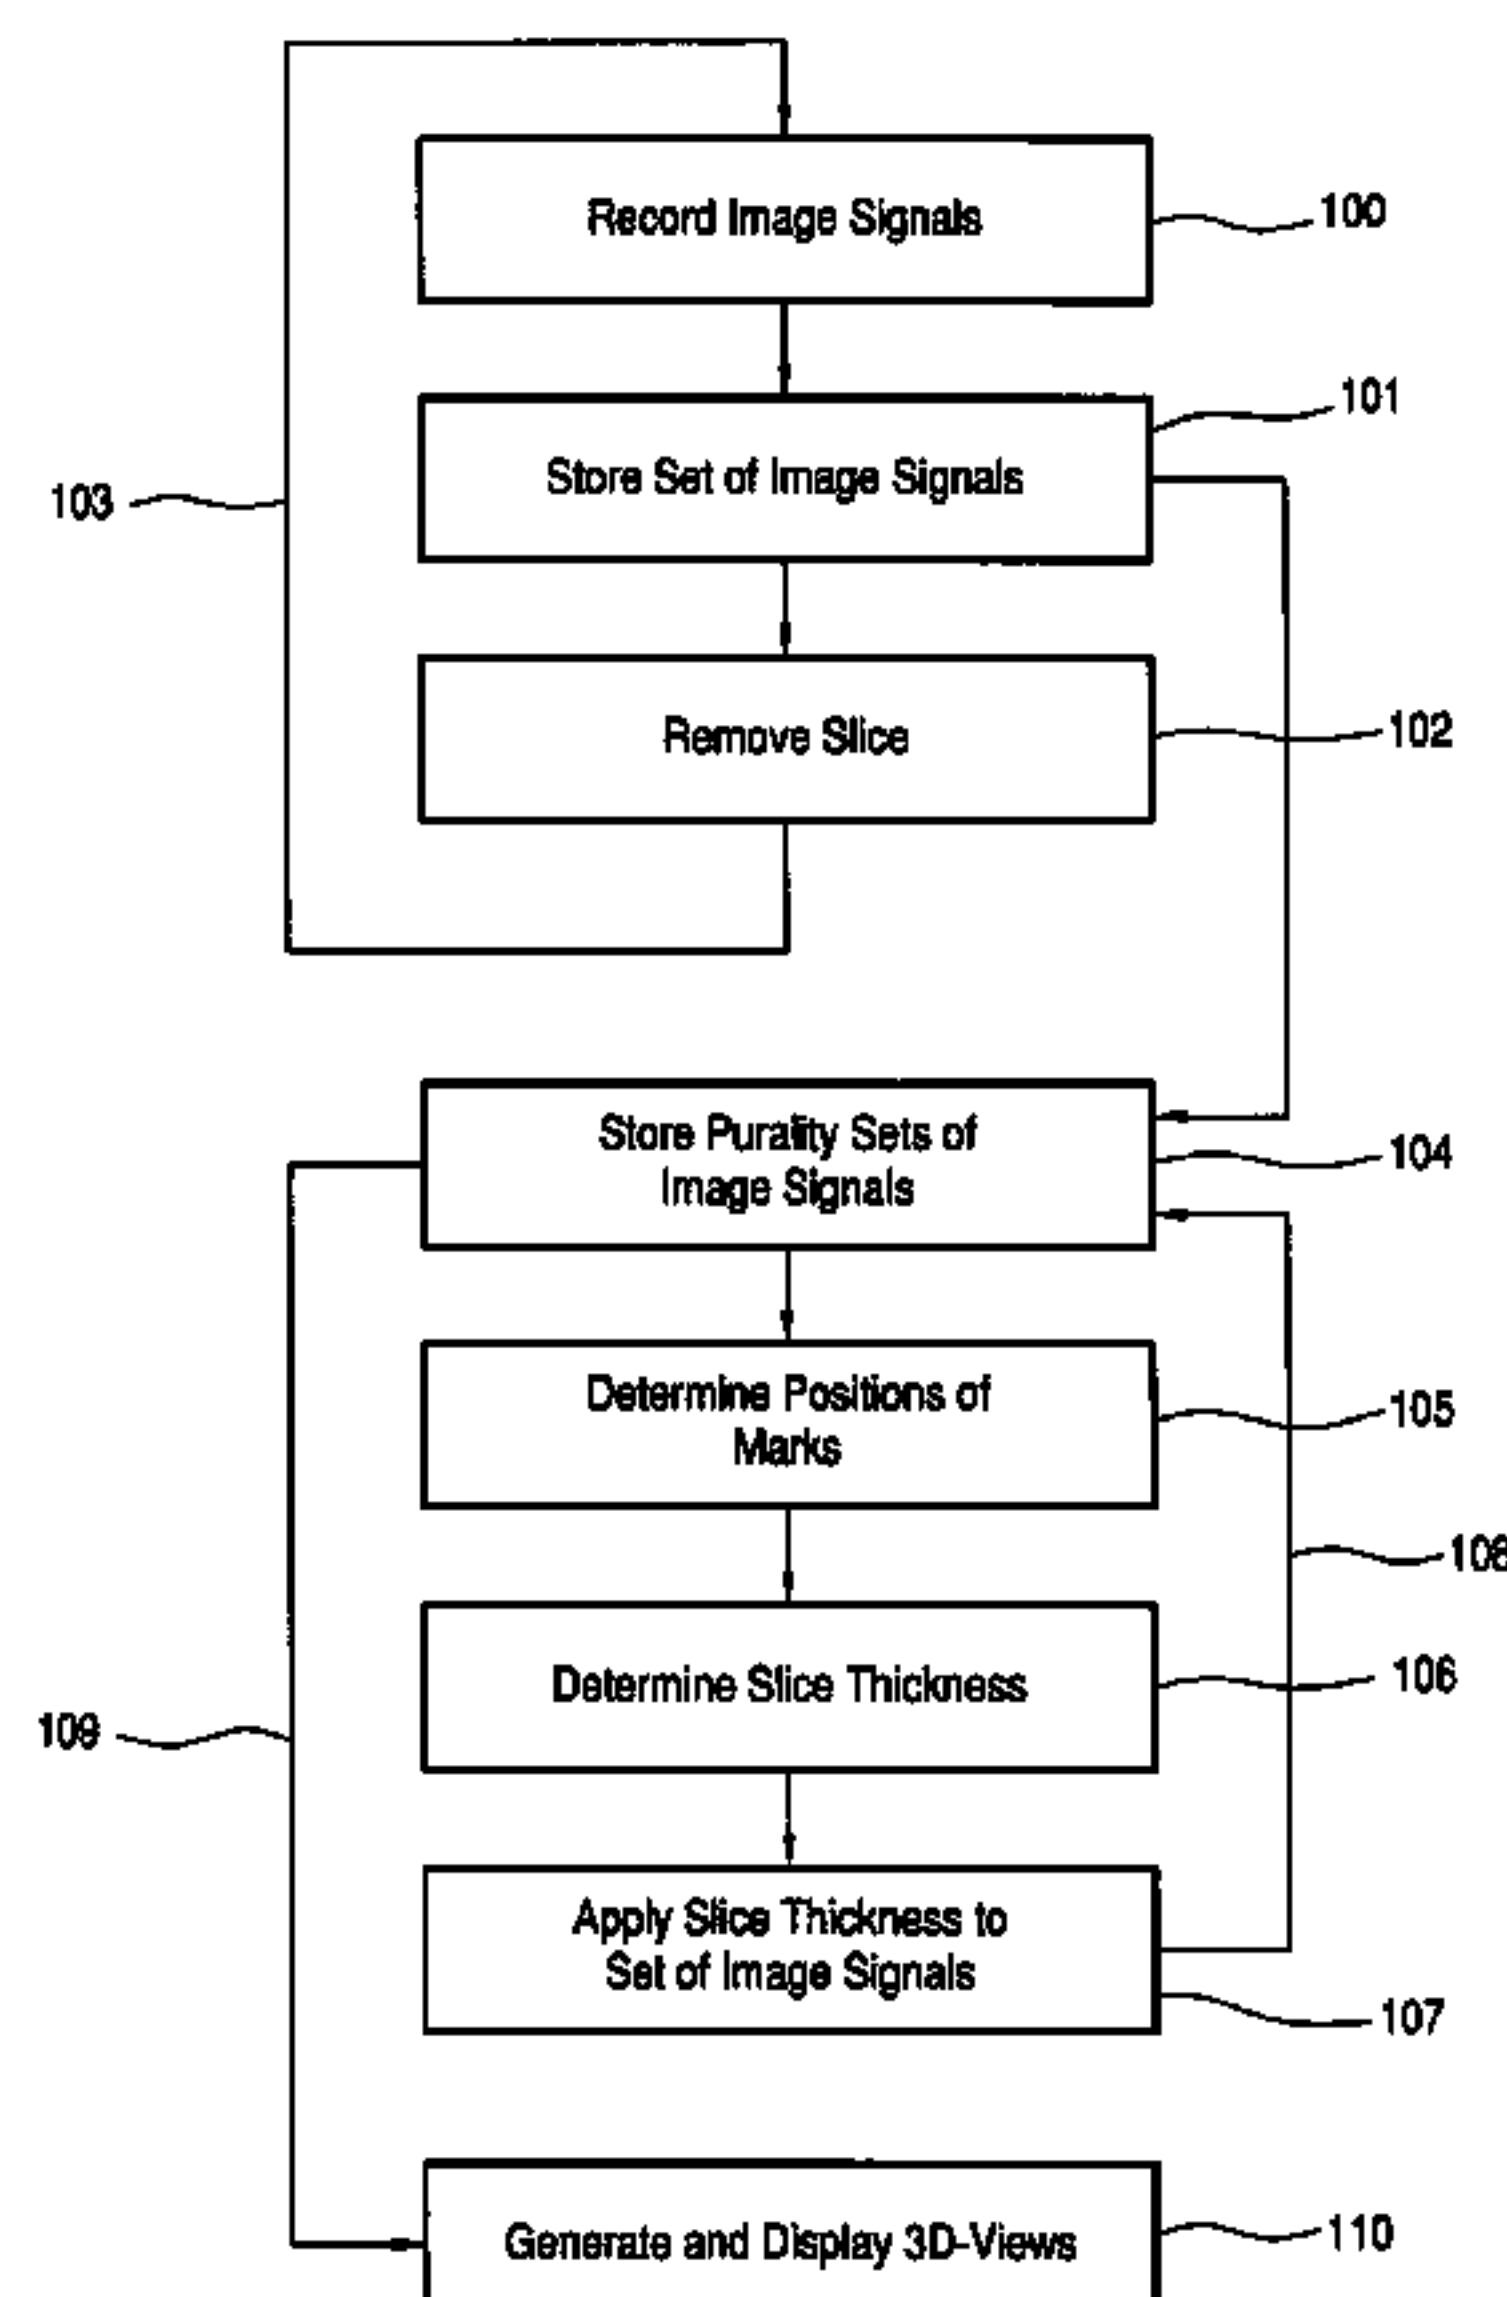 Record Image Signals
100
Store Set of Image Signals
101
103
Remove Slice
102
Store Purality Sets of
Image Signals
104
Determine Positions of
Marks
105
108
Determine Slice Thickness
106
109
Apply Slice Thickness to
Set of Image Signals
107
Generate and Display 3D-Views
110